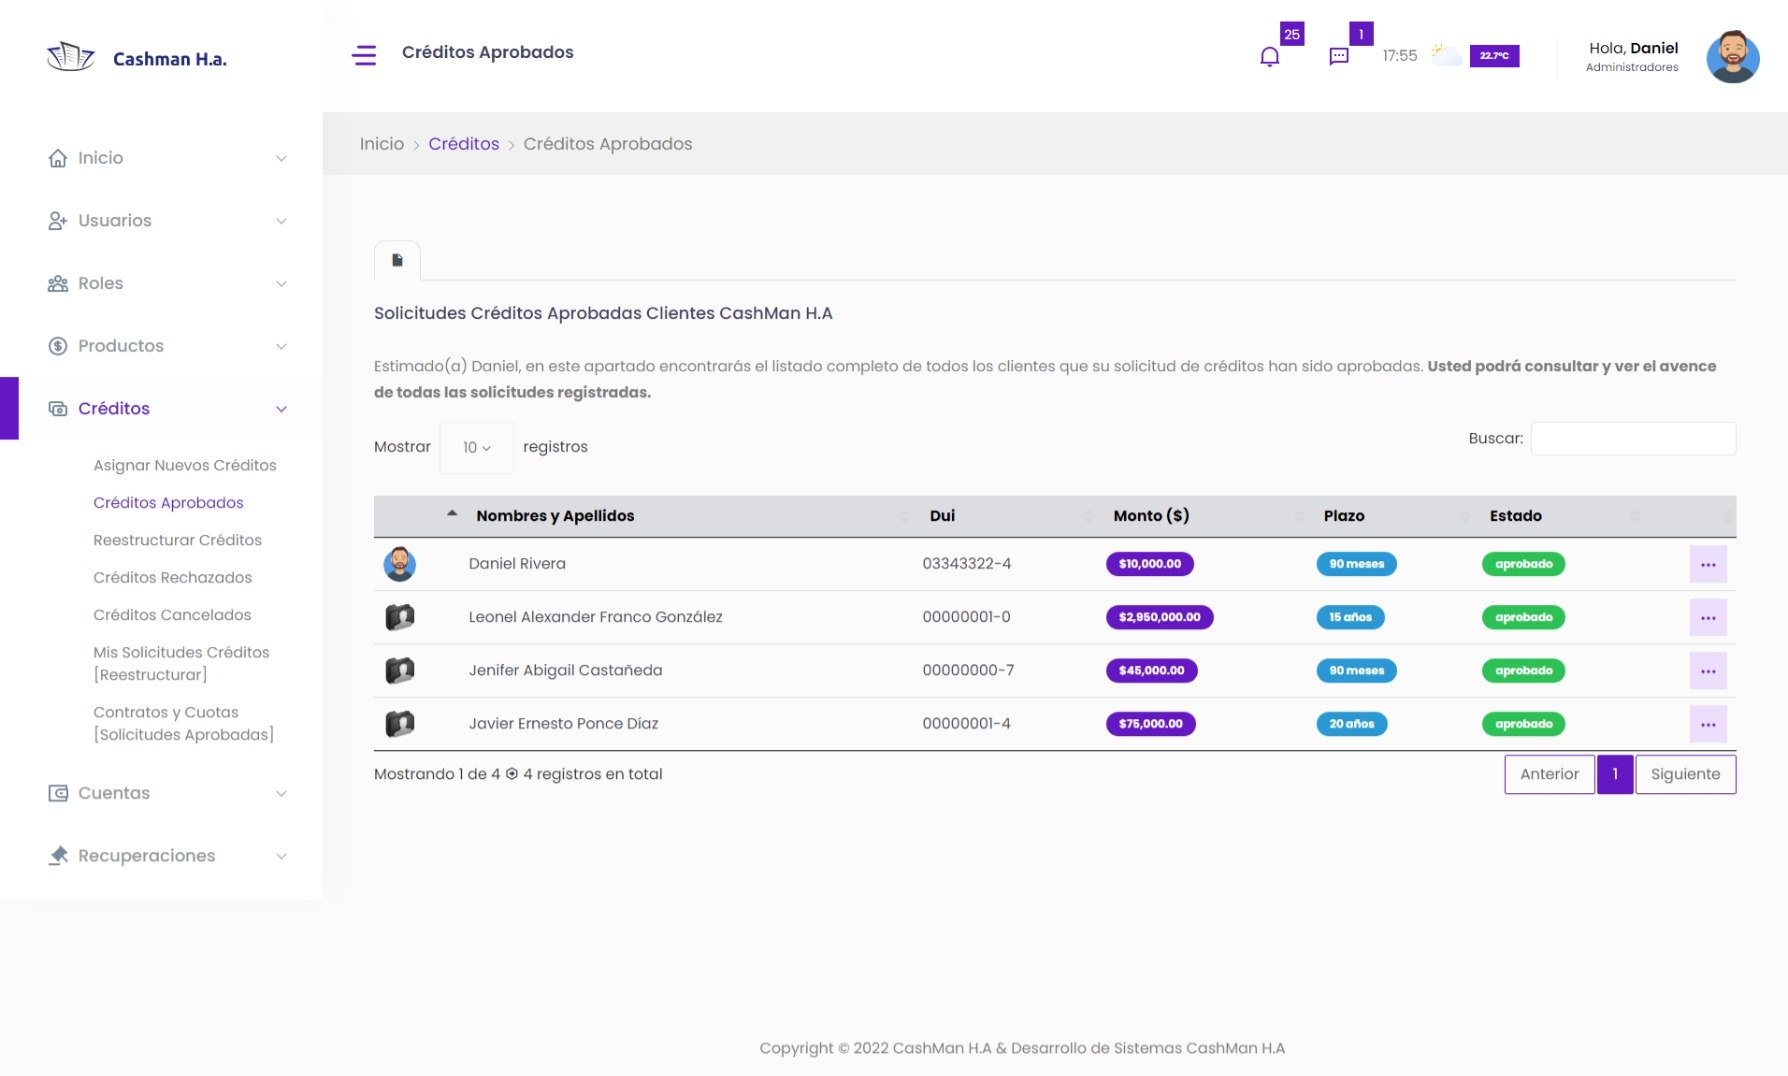 Cashman H.a.
Créditos Aprobados
25
1
17:55
22.7°C
Hola, Daniel
Administradores
Inicio > Créditos > Créditos Aprobados
Inicio
Usuarios
Roles
Productos
Créditos
Asignar Nuevos Créditos
Créditos Aprobados
Reestructurar Créditos
Créditos Rechazados
Créditos Cancelados
Mis Solicitudes Créditos
[Reestructurar]
Contratos y Cuotas
[Solicitudes Aprobadas]
Cuentas
Recuperaciones
Solicitudes Créditos Aprobadas Clientes CashMan H.A
Estimado(a) Daniel, en este apartado encontrarás el listado completo de todos los clientes que su solicitud de créditos han sido aprobadas. Usted podrá consultar y ver el avence
de todas las solicitudes registradas.
Mostrar 10 registros
Buscar:
Nombres y Apellidos Dui Monto ($) Plazo Estado
Daniel Rivera 03343322-4 $10,000.00 90 meses aprobado
Leonel Alexander Franco González 00000001-0 $2,950,000.00 15 años aprobado
Jenifer Abigail Castañeda 00000000-7 $45,000.00 90 meses aprobado
Javier Ernesto Ponce Díaz 00000001-4 $75,000.00 20 años aprobado
Mostrando 1 de 4 4 registros en total
Anterior 1 Siguiente
Copyright © 2022 CashMan H.A & Desarrollo de Sistemas CashMan H.A